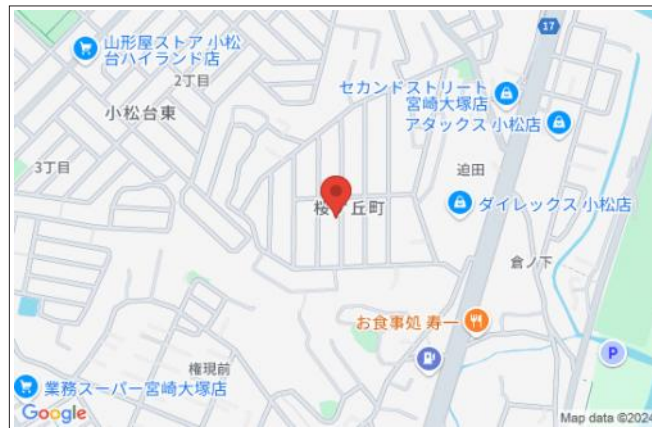 山形屋ストア 小松
台ハイランド店
2丁目
小松台東
3丁目
17
セカンドストリート
宮崎大塚店
アタックス 小松店
迫田
桜ヶ丘町
ダイレックス 小松店
倉ノ下
お食事処 寿一
P
権現前
業務スーパー宮崎大塚店
Google
Map data ©2024